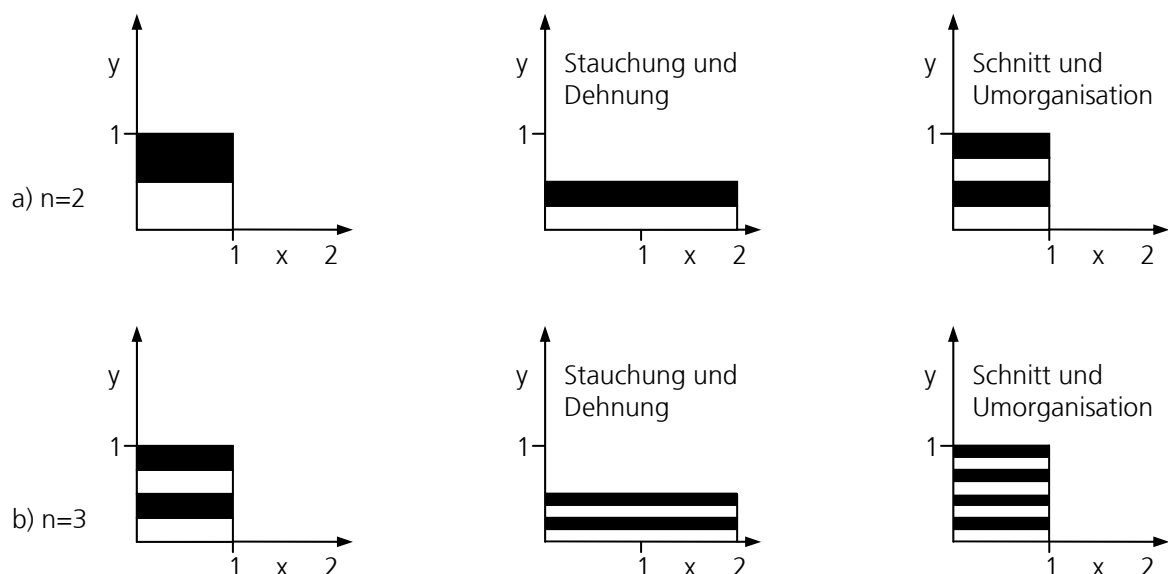 y
1
a) n=2
1 x 2
y
Stauchung und
Dehnung
1
1 x 2
y
Schnitt und
Umorganisation
1
1 x 2
y
1
b) n=3
1 x 2
y
Stauchung und
Dehnung
1
1 x 2
y
Schnitt und
Umorganisation
1
1 x 2